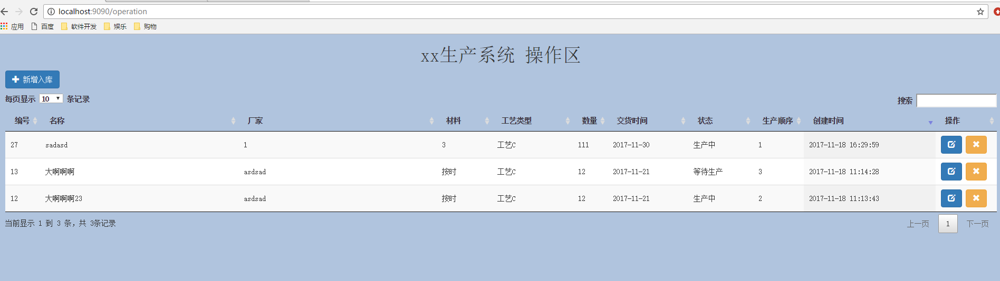 localhost:9090/operation
应用 百度 软件开发 娱乐 购物
xx生产系统 操作区
新增入库
每页显示 10 条记录 搜索
编号 名称 厂家 材料 工艺类型 数量 交货时间 状态 生产顺序 创建时间 操作
27 sadasd 1 3 工艺C 111 2017-11-30 生产中 1 2017-11-18 16:29:59
13 大啊啊啊 asdsad 按时 工艺C 12 2017-11-21 等待生产 3 2017-11-18 11:14:28
12 大啊啊啊23 asdsad 按时 工艺C 12 2017-11-21 生产中 2 2017-11-18 11:13:43
当前显示 1 到 3 条，共 3条记录 上一页 1 下一页